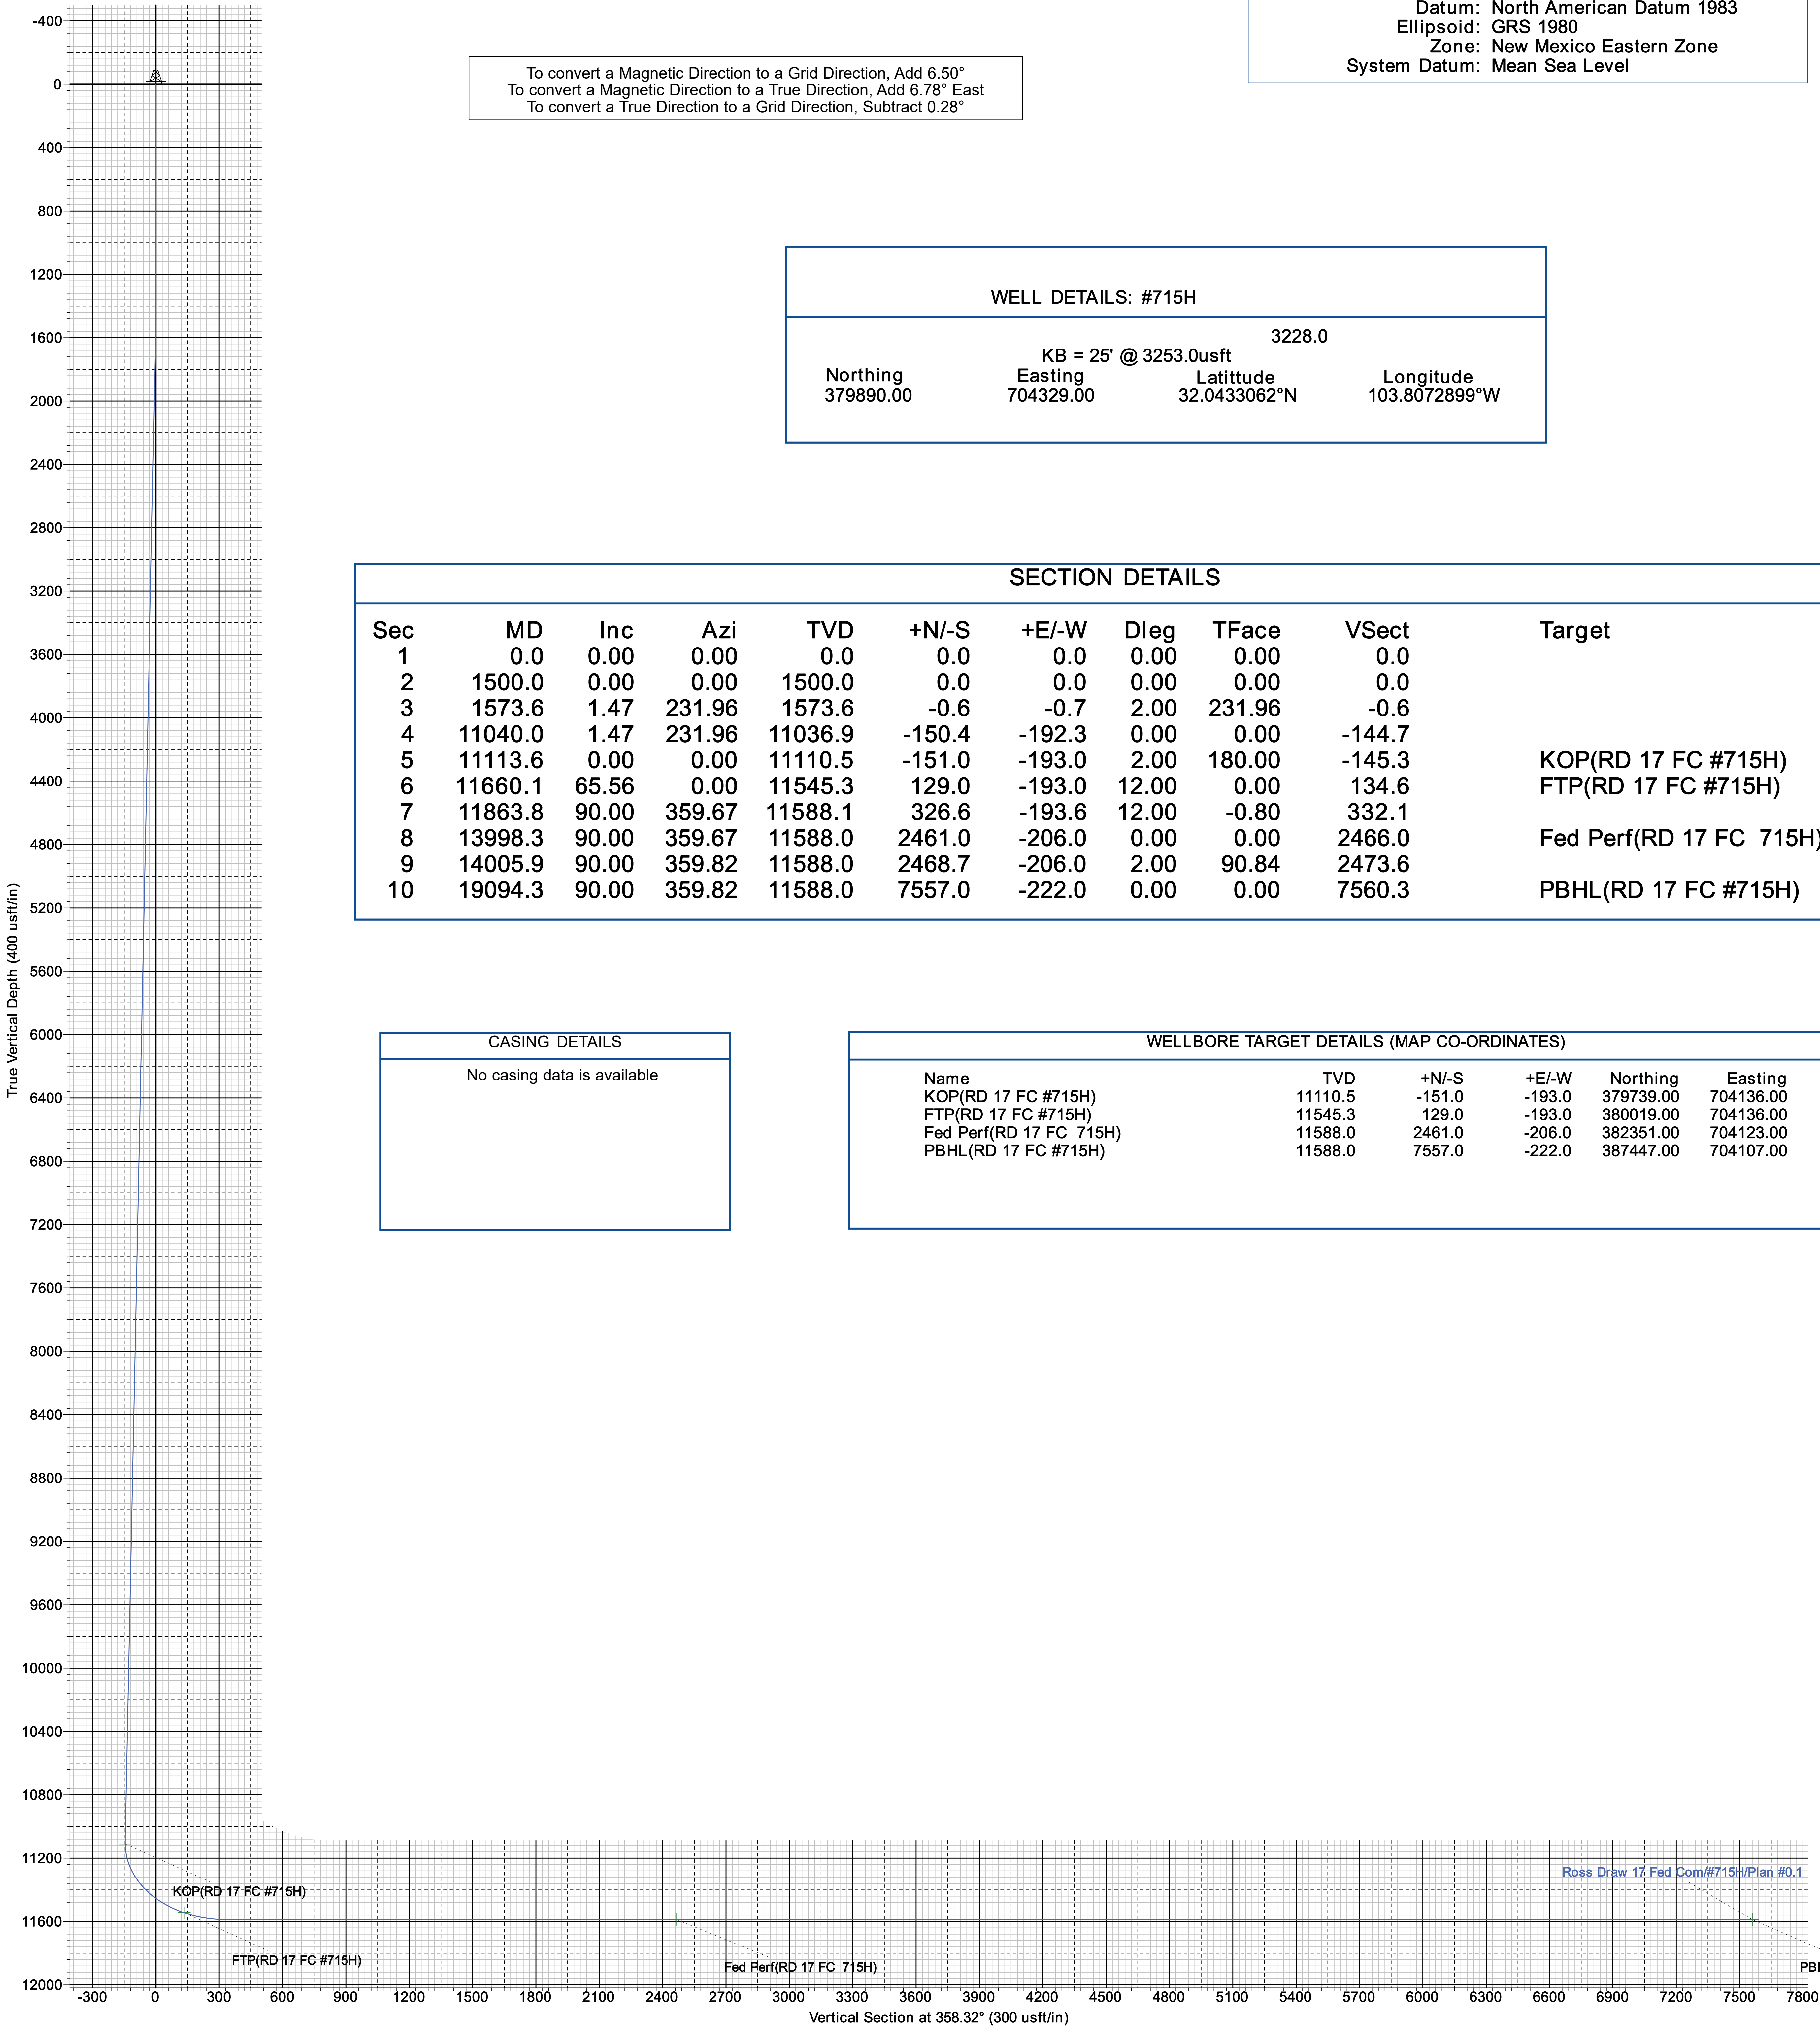 Datum: North American Datum 1983
Ellipsoid: GRS 1980
Zone: New Mexico Eastern Zone
System Datum: Mean Sea Level
To convert a Magnetic Direction to a Grid Direction, Add 6.50°
To convert a Magnetic Direction to a True Direction, Add 6.78° East
To convert a True Direction to a Grid Direction, Subtract 0.28°
WELL DETAILS: #715H
3228.0
KB = 25' @ 3253.0usft
Northing Easting Latittude Longitude
379890.00 704329.00 32.0433062°N 103.8072899°W
SECTION DETAILS
Sec MD Inc Azi TVD +N/-S +E/-W Dleg TFace VSect Target
1 0.0 0.00 0.00 0.0 0.0 0.0 0.00 0.00 0.0
2 1500.0 0.00 0.00 1500.0 0.0 0.0 0.00 0.00 0.0
3 1573.6 1.47 231.96 1573.6 -0.6 -0.7 2.00 231.96 -0.6
4 11040.0 1.47 231.96 11036.9 -150.4 -192.3 0.00 0.00 -144.7
5 11113.6 0.00 0.00 11110.5 -151.0 -193.0 2.00 180.00 -145.3 KOP(RD 17 FC #715H)
6 11660.1 65.56 0.00 11545.3 129.0 -193.0 12.00 0.00 134.6 FTP(RD 17 FC #715H)
7 11863.8 90.00 359.67 11588.1 326.6 -193.6 12.00 -0.80 332.1
8 13998.3 90.00 359.67 11588.0 2461.0 -206.0 0.00 0.00 2466.0 Fed Perf(RD 17 FC 715H)
9 14005.9 90.00 359.82 11588.0 2468.7 -206.0 2.00 90.84 2473.6
10 19094.3 90.00 359.82 11588.0 7557.0 -222.0 0.00 0.00 7560.3 PBHL(RD 17 FC #715H)
CASING DETAILS
No casing data is available
WELLBORE TARGET DETAILS (MAP CO-ORDINATES)
Name TVD +N/-S +E/-W Northing Easting
KOP(RD 17 FC #715H) 11110.5 -151.0 -193.0 379739.00 704136.00
FTP(RD 17 FC #715H) 11545.3 129.0 -193.0 380019.00 704136.00
Fed Perf(RD 17 FC 715H) 11588.0 2461.0 -206.0 382351.00 704123.00
PBHL(RD 17 FC #715H) 11588.0 7557.0 -222.0 387447.00 704107.00
True Vertical Depth (400 usft/in)
-400
0
400
800
1200
1600
2000
2400
2800
3200
3600
4000
4400
4800
5200
5600
6000
6400
6800
7200
7600
8000
8400
8800
9200
9600
10000
10400
10800
11200
11600
12000
Ross Draw 17 Fed Com/#715H/Plan #0.1
KOP(RD 17 FC #715H)
FTP(RD 17 FC #715H)
Fed Perf(RD 17 FC 715H)
PBH
-300 0 300 600 900 1200 1500 1800 2100 2400 2700 3000 3300 3600 3900 4200 4500 4800 5100 5400 5700 6000 6300 6600 6900 7200 7500 7800
Vertical Section at 358.32° (300 usft/in)